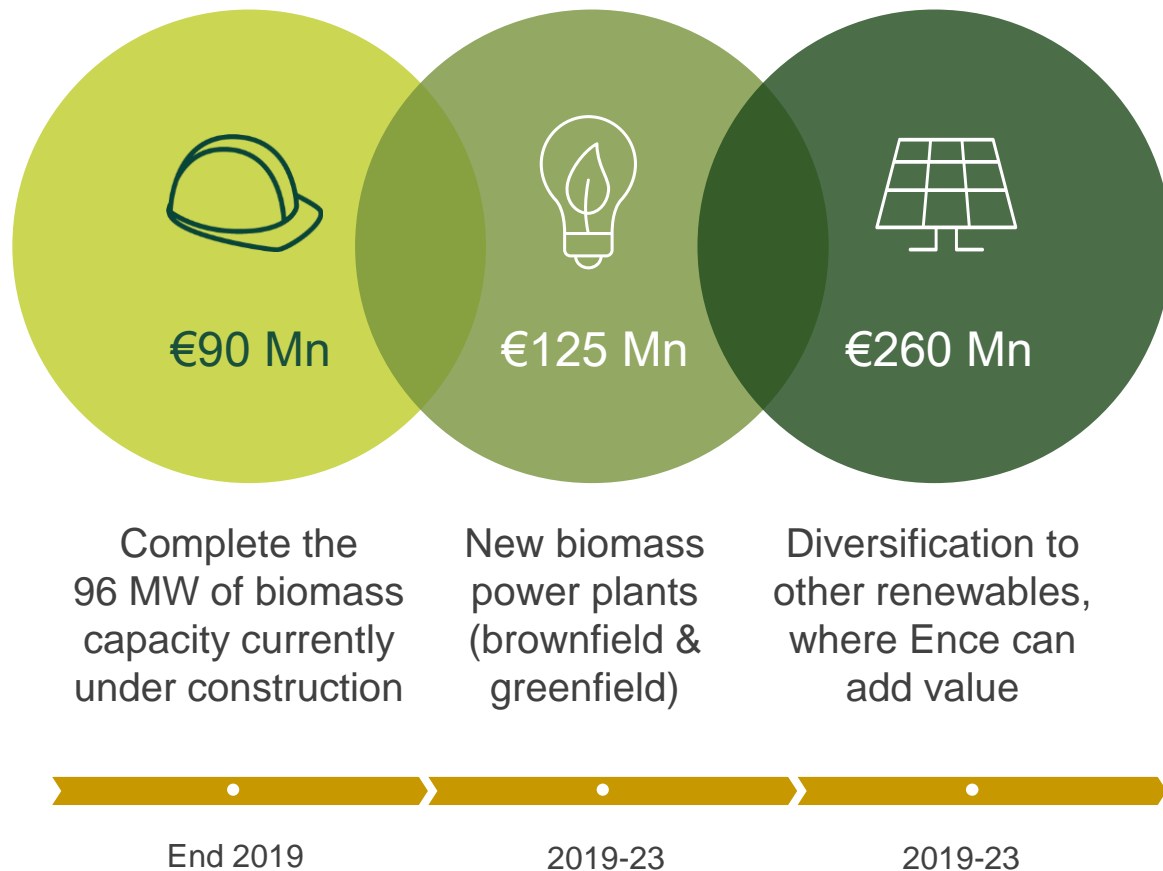 €90 Mn
€125 Mn
€260 Mn
Complete the
96 MW of biomass
capacity currently
under construction
New biomass
power plants
(brownfield &
greenfield)
Diversification to
other renewables,
where Ence can
add value
End 2019
2019-23
2019-23